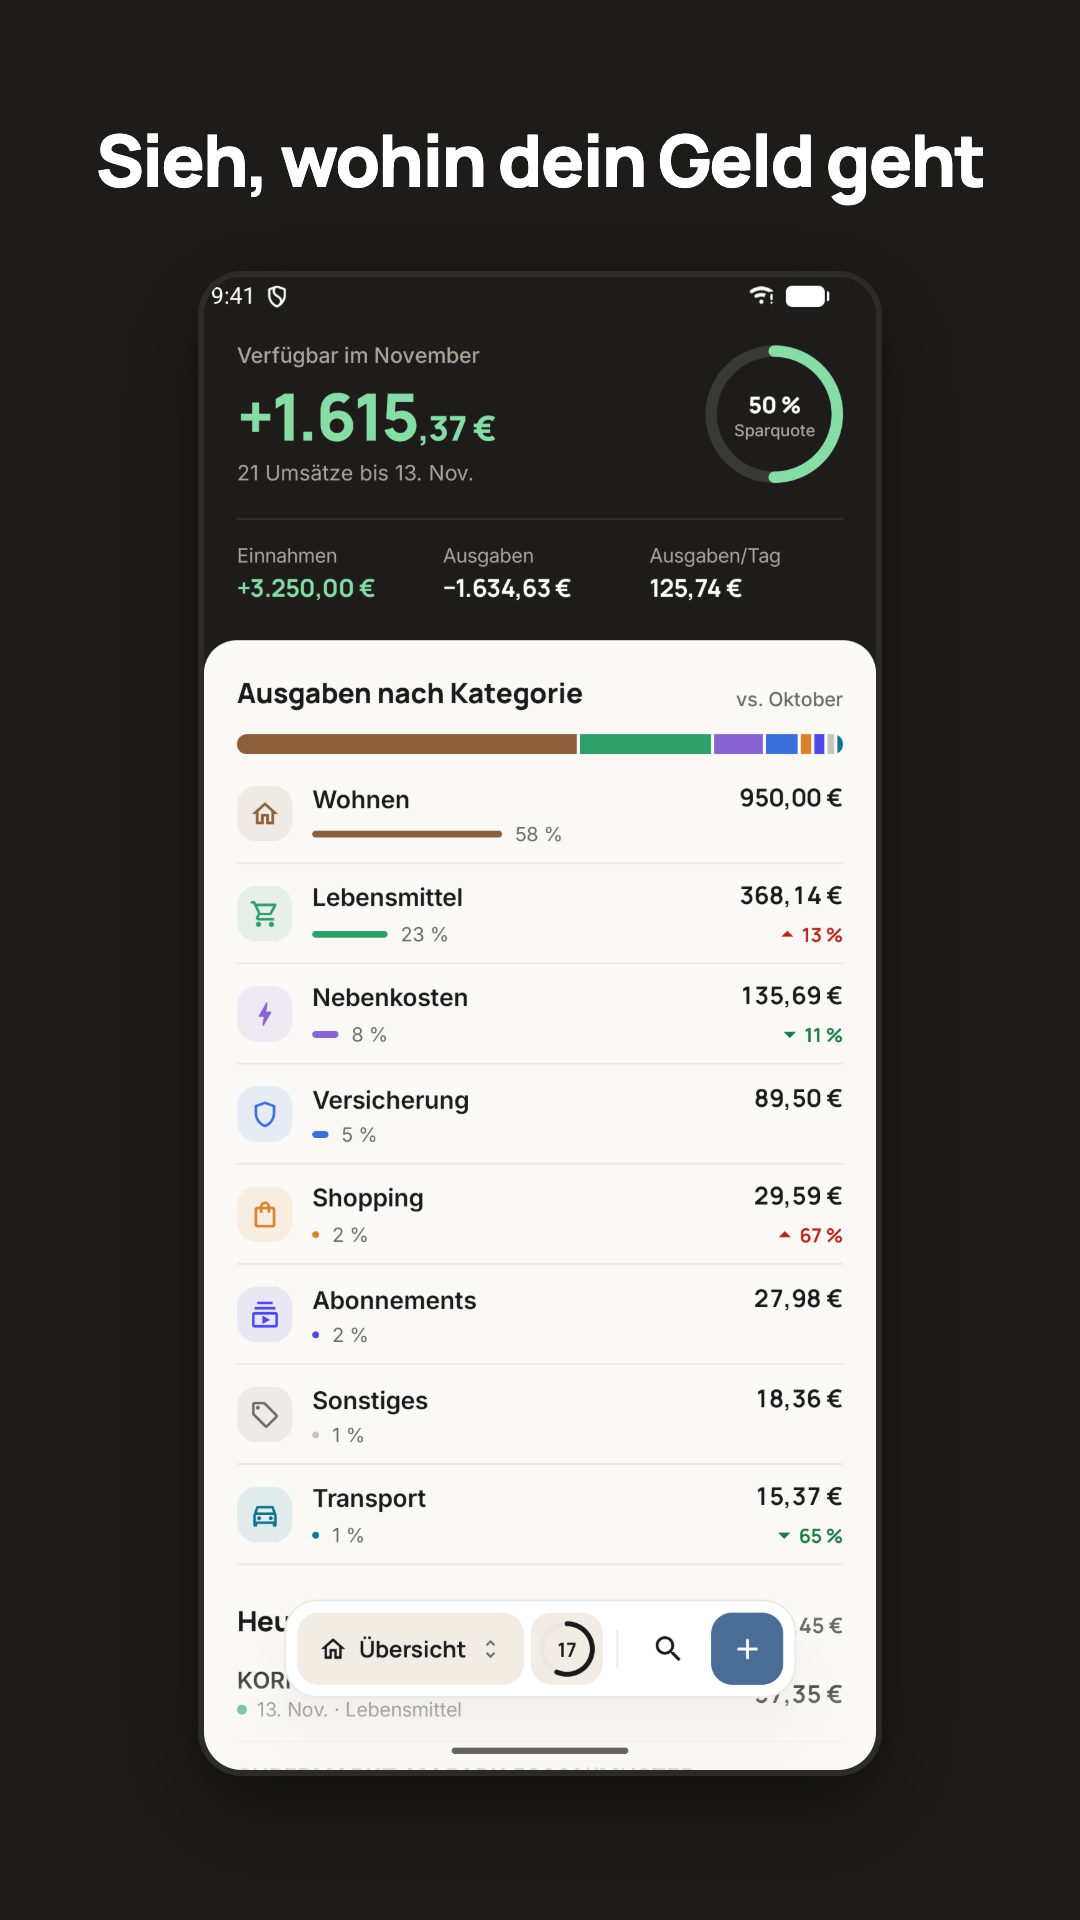 Sieh, wohin dein Geld geht
9:41
Verfügbar im November
+1.615,37 €
21 Umsätze bis 13. Nov.
50 %
Sparquote
Einnahmen
+3.250,00 €
Ausgaben
−1.634,63 €
Ausgaben/Tag
125,74 €
Ausgaben nach Kategorie
vs. Oktober
Wohnen
950,00 €
58 %
Lebensmittel
368,14 €
23 %
13 %
Nebenkosten
135,69 €
8 %
11 %
Versicherung
89,50 €
5 %
Shopping
29,59 €
2 %
67 %
Abonnements
27,98 €
2 %
Sonstiges
18,36 €
1 %
Transport
15,37 €
1 %
65 %
Übersicht
17
13. Nov. · Lebensmittel